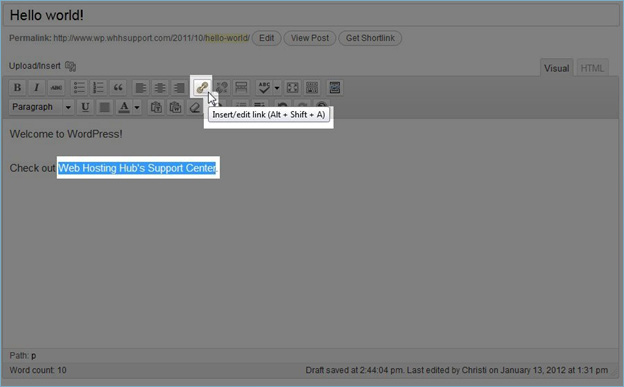 Hello world!
Permalink: http://www.wp.whhsupport.com/2011/10/hello-world/ Edit View Post Get Shortlink
Upload/Insert Visual HTML
B I ABC ABC
Paragraph U A
Insert/edit link (Alt + Shift + A)
Welcome to WordPress!
Check out Web Hosting Hub's Support Center.
Path: p
Word count: 10 Draft saved at 2:44:04 pm. Last edited by Christi on January 13, 2012 at 1:31 pm